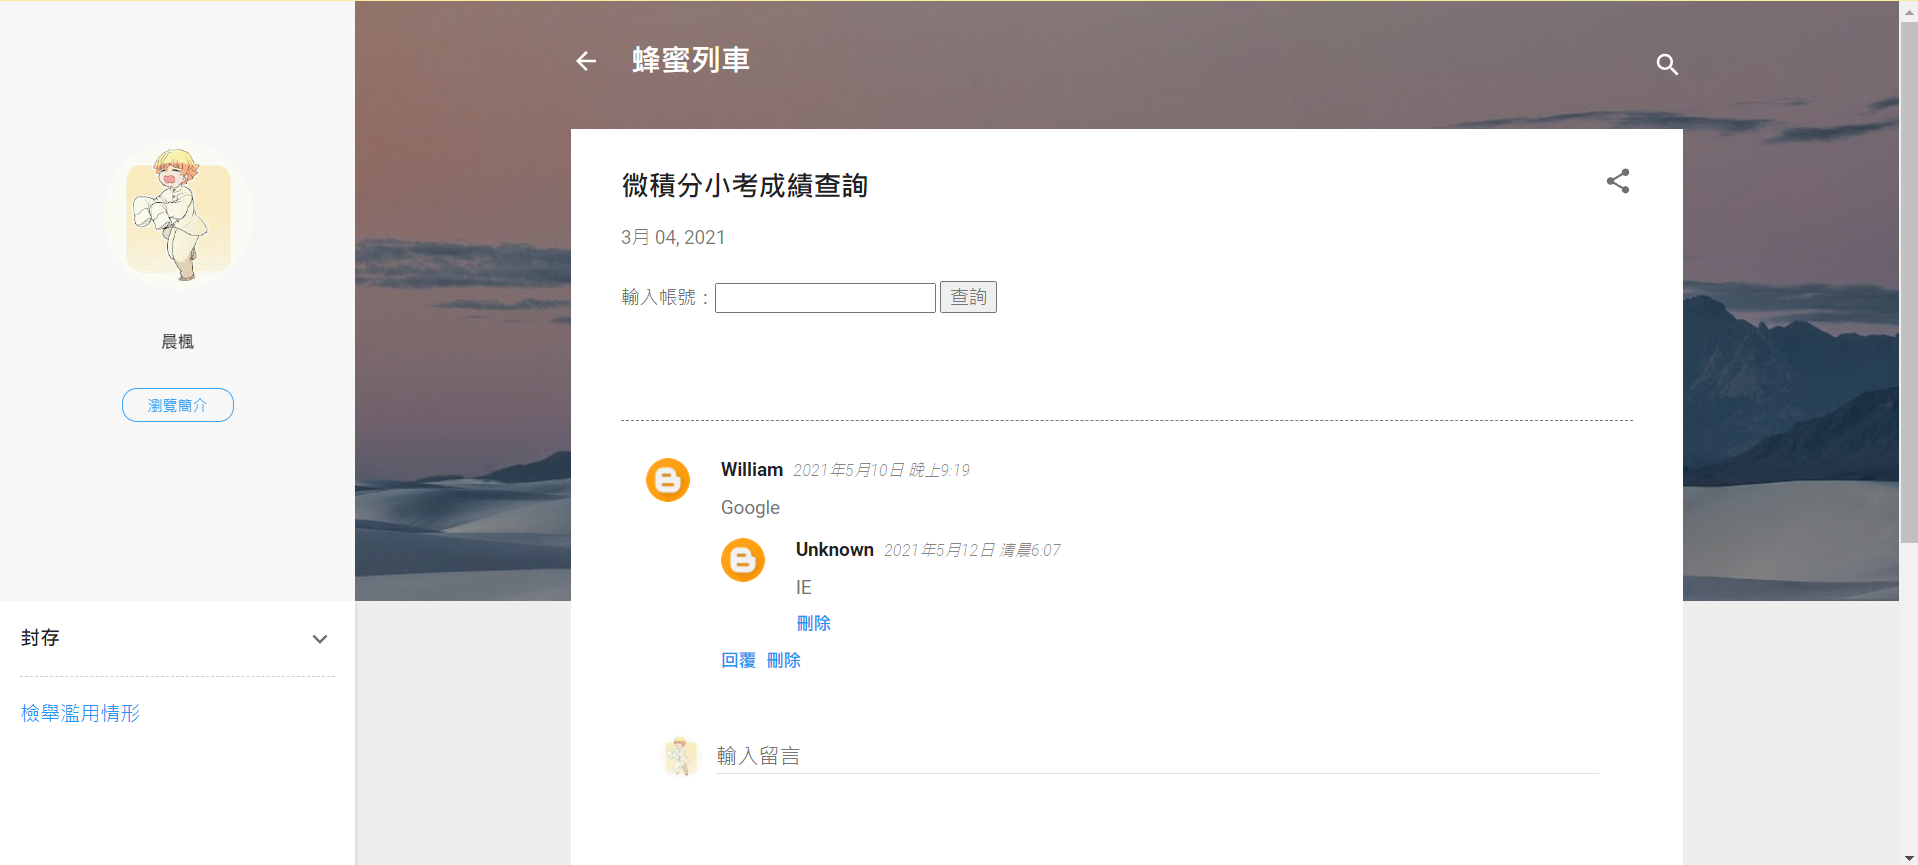 蜂蜜列車
晨楓
瀏覽簡介
封存
檢舉濫用情形
微積分小考成績查詢
3月 04, 2021
輸入帳號： 查詢
William 2021年5月10日 晚上9:19
Google
Unknown 2021年5月12日 清晨6:07
IE
刪除
回覆 刪除
輸入留言